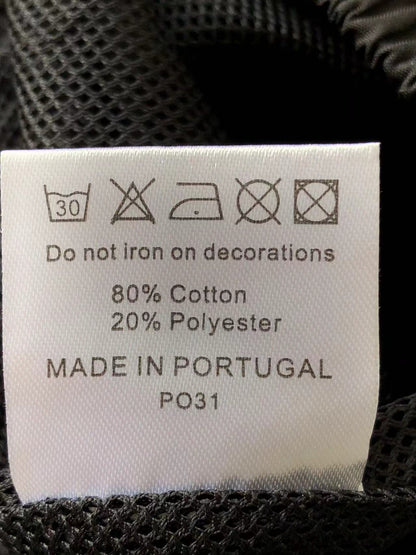 30
Do not iron on decorations
80% Cotton
20% Polyester
MADE IN PORTUGAL
PO31